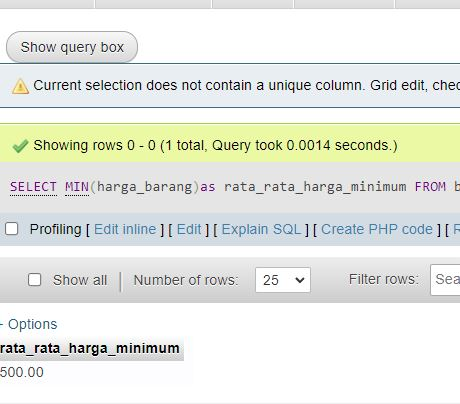 Show query box
Current selection does not contain a unique column. Grid edit,
Showing rows 0 - 0 (1 total, Query took 0.0014 seconds.)
SELECT MIN(harga_barang)as rata_rata_harga_minimum FROM
Profiling [ Edit inline ] [ Edit ] [ Explain SQL ] [ Create PHP code ] [
Show all | Number of rows: 25 Filter rows:
Options
rata_rata_harga_minimum
500.00